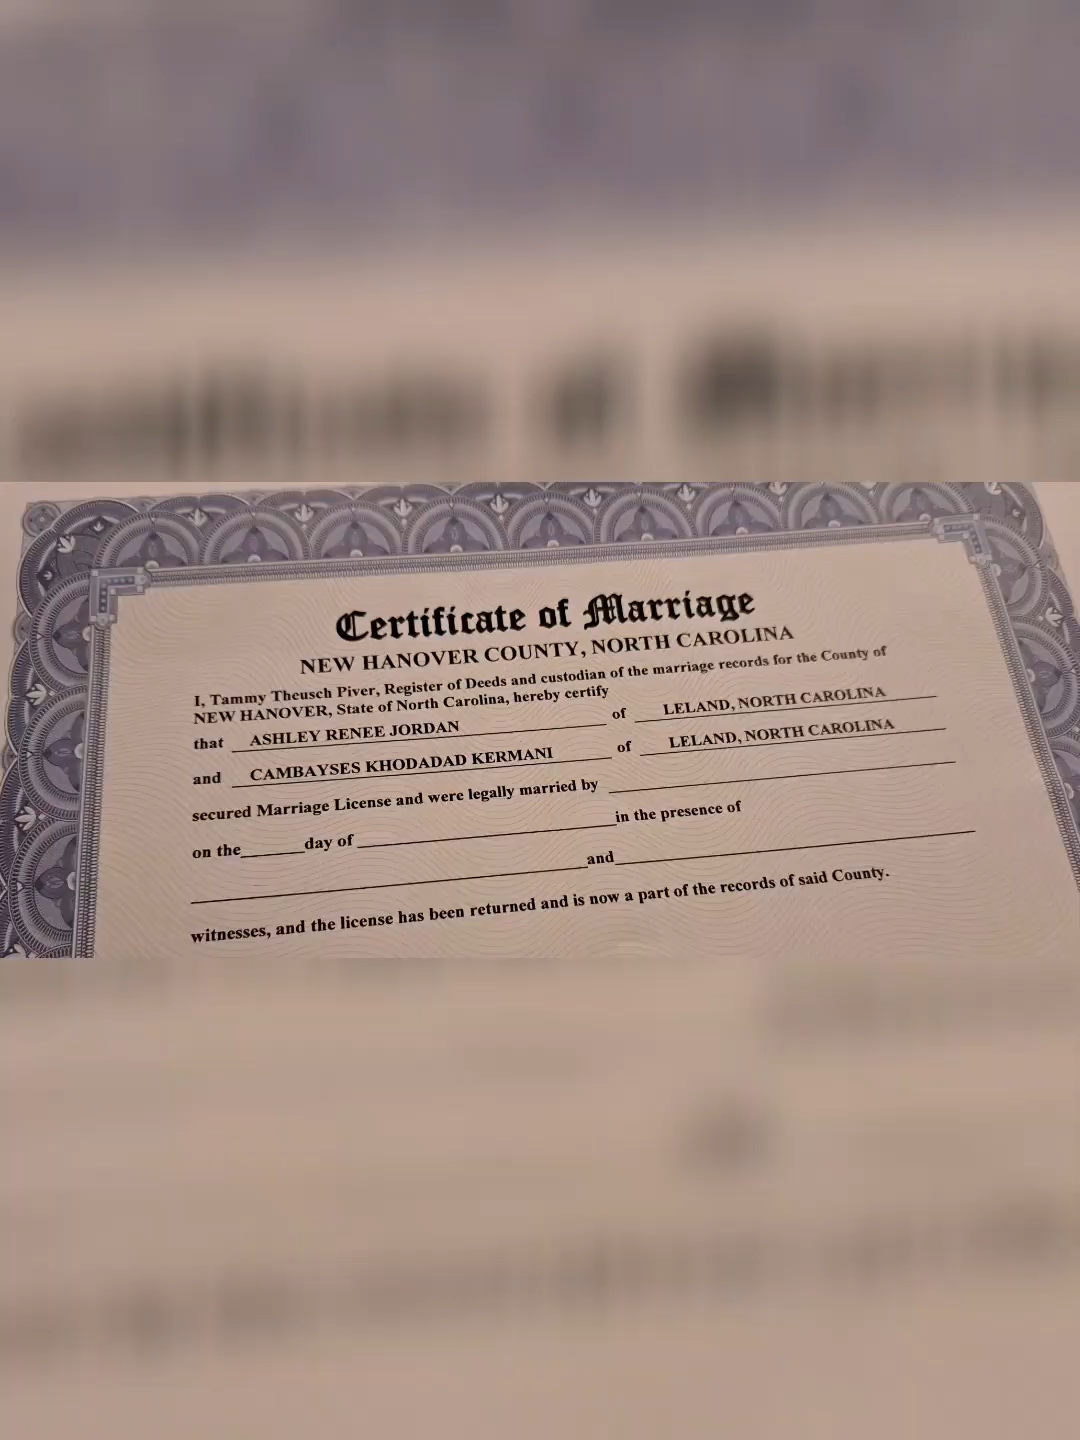 Certificate of Marriage
NEW HANOVER COUNTY, NORTH CAROLINA
I, Tammy Theusch Piver, Register of Deeds and custodian of the marriage records for the County of
NEW HANOVER, State of North Carolina, hereby certify
that ASHLEY RENEE JORDAN of LELAND, NORTH CAROLINA
and CAMBAYSES KHODADAD KERMANI of LELAND, NORTH CAROLINA
secured Marriage License and were legally married by
on the day of in the presence of
and
witnesses, and the license has been returned and is now a part of the records of said County.